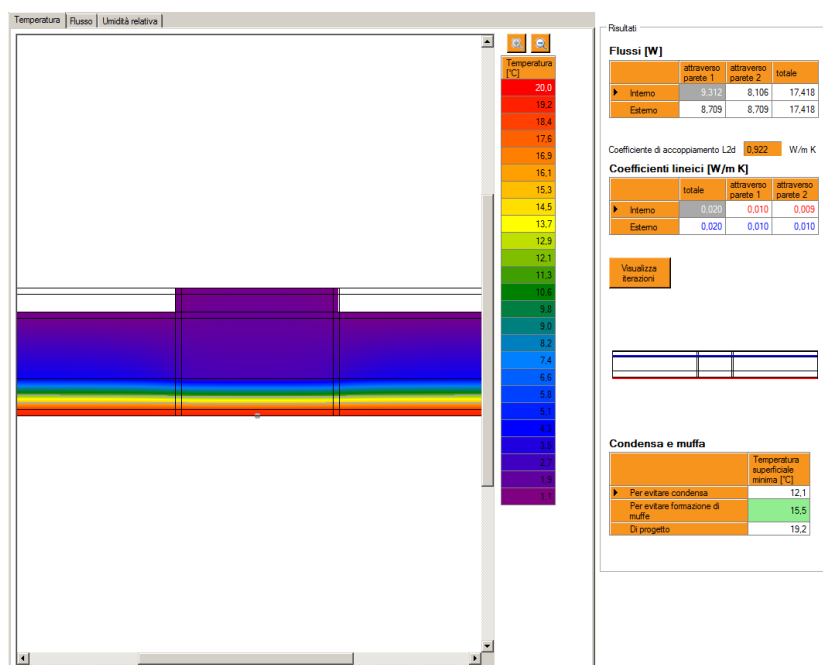 Temperatura
Flusso
Umidità relativa
Temperatura
[°C]
20,0
19,2
18,4
17,6
16,9
16,1
15,3
14,5
13,7
12,9
12,1
11,3
10,6
9,8
9,0
8,2
7,4
6,6
5,8
5,1
4,3
3,5
2,7
1,9
1,1
Risultati
Flussi [W]
attraverso parete 1
attraverso parete 2
totale
Interno 9,312 8,106 17,418
Esterno 8,709 8,709 17,418
Coefficiente di accoppiamento L2d 0,922 W/m K
Coefficienti lineici [W/m K]
totale
attraverso parete 1
attraverso parete 2
Interno 0,020 0,010 0,009
Esterno 0,020 0,010 0,010
Visualizza
iterazioni
Condensa e muffa
Temperatura
superficiale
minima [°C]
Per evitare condensa 12,1
Per evitare formazione di
muffe 15,5
Di progetto 19,2